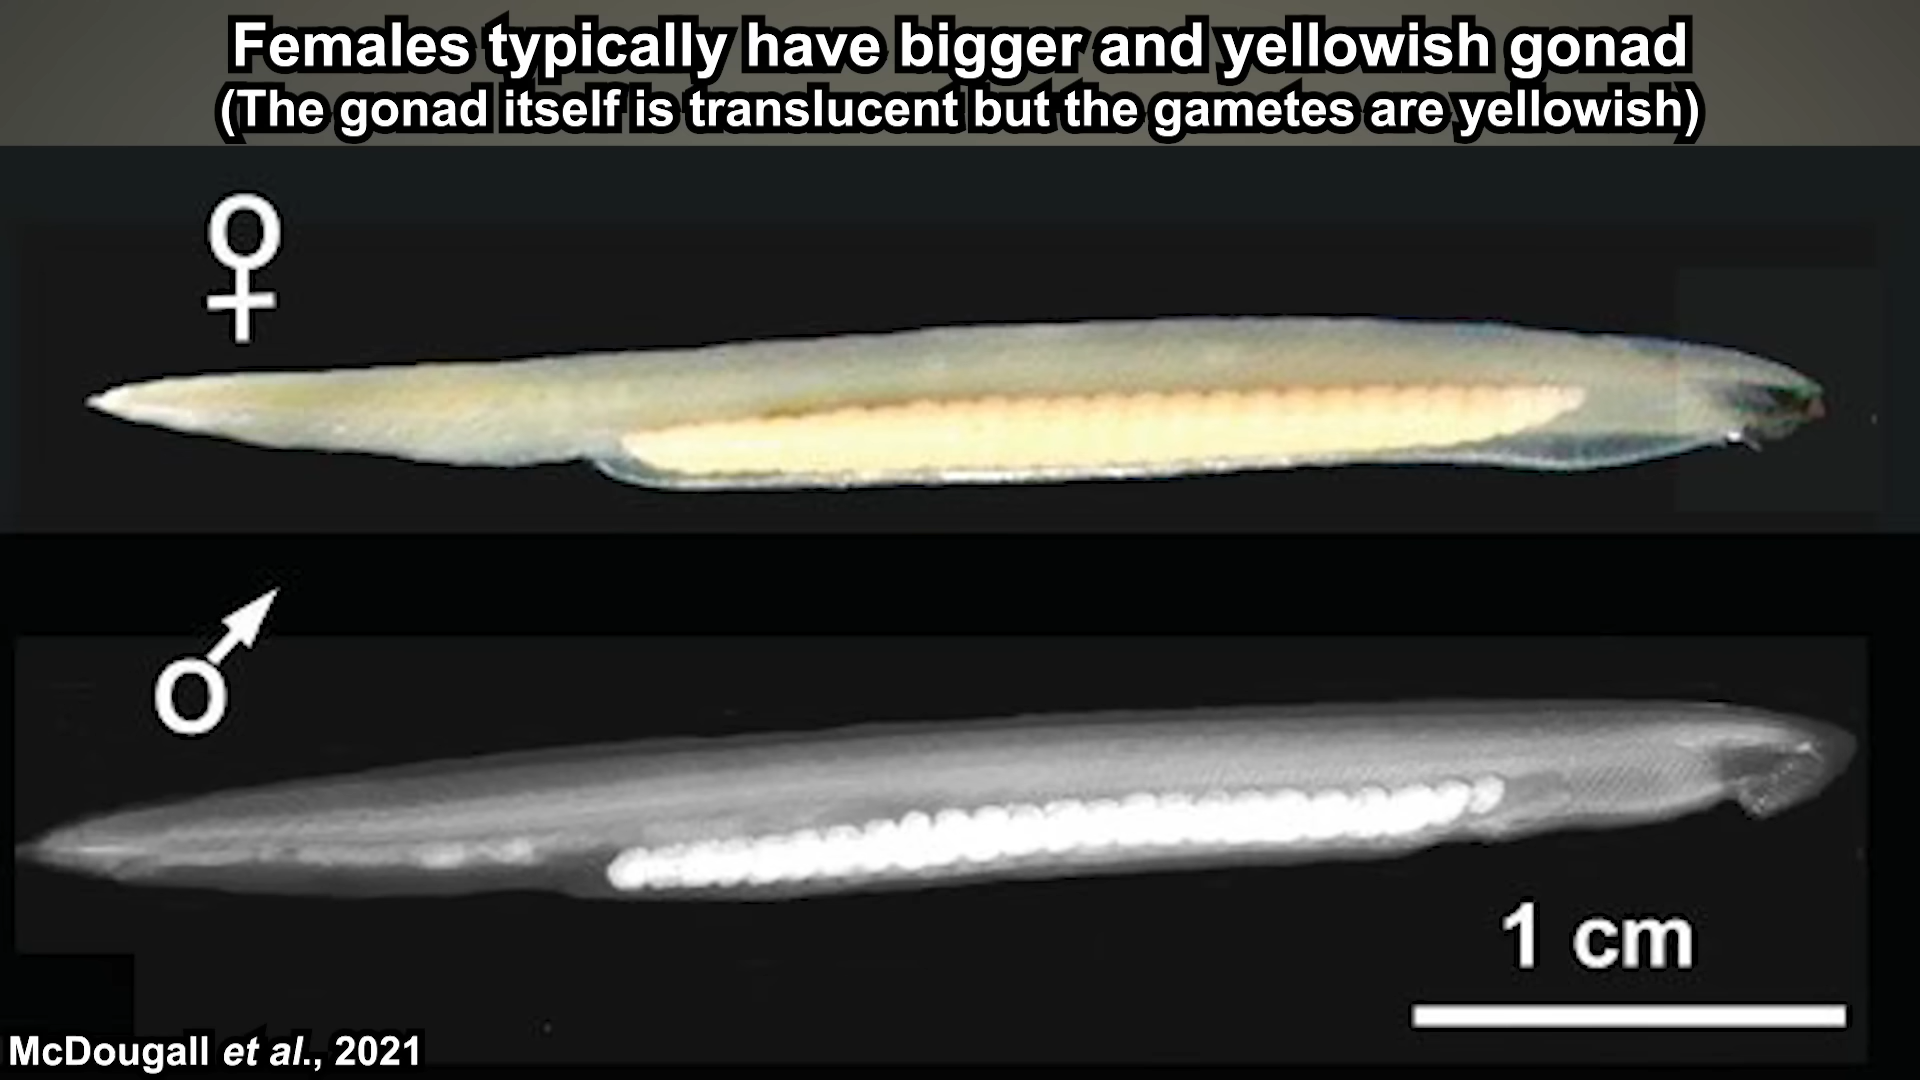 Females typically have bigger and yellowish gonad
(The gonad itself is translucent but the gametes are yellowish)
♀
♂
1 cm
McDougall et al., 2021